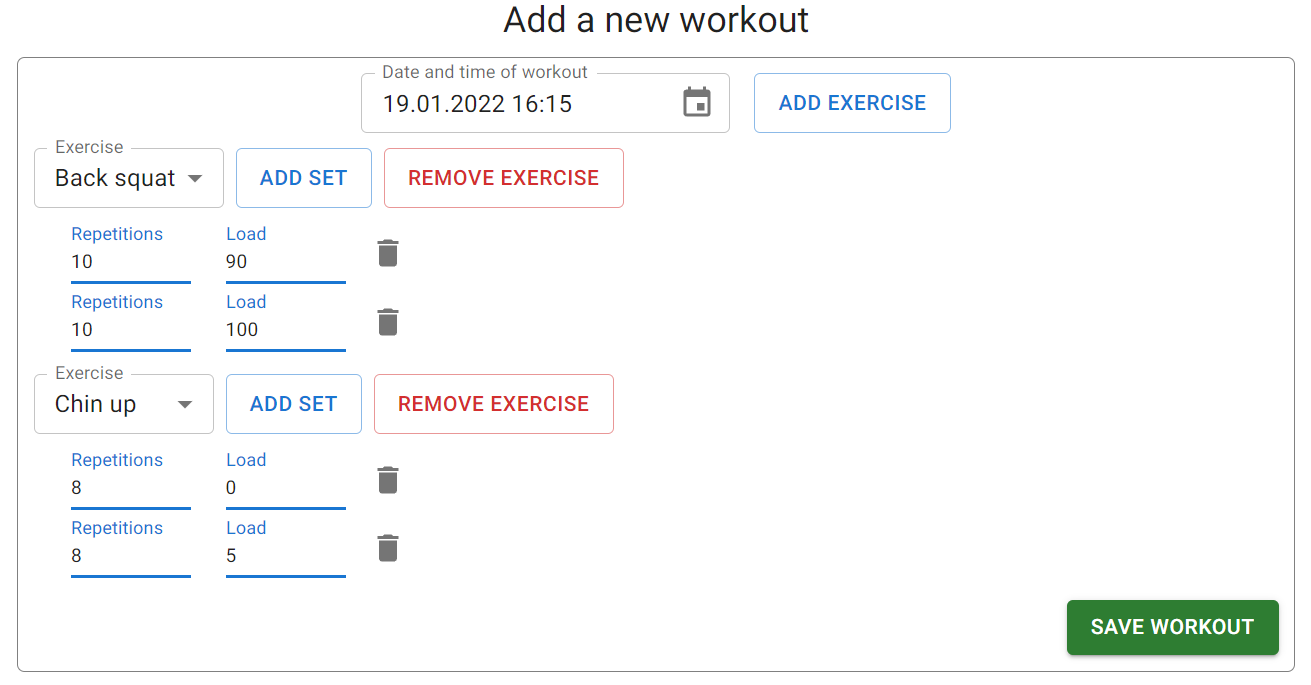 Add a new workout
Date and time of workout
19.01.2022 16:15
ADD EXERCISE
Exercise
Back squat
ADD SET
REMOVE EXERCISE
Repetitions Load
10 90
Repetitions Load
10 100
Exercise
Chin up
ADD SET
REMOVE EXERCISE
Repetitions Load
8 0
Repetitions Load
8 5
SAVE WORKOUT